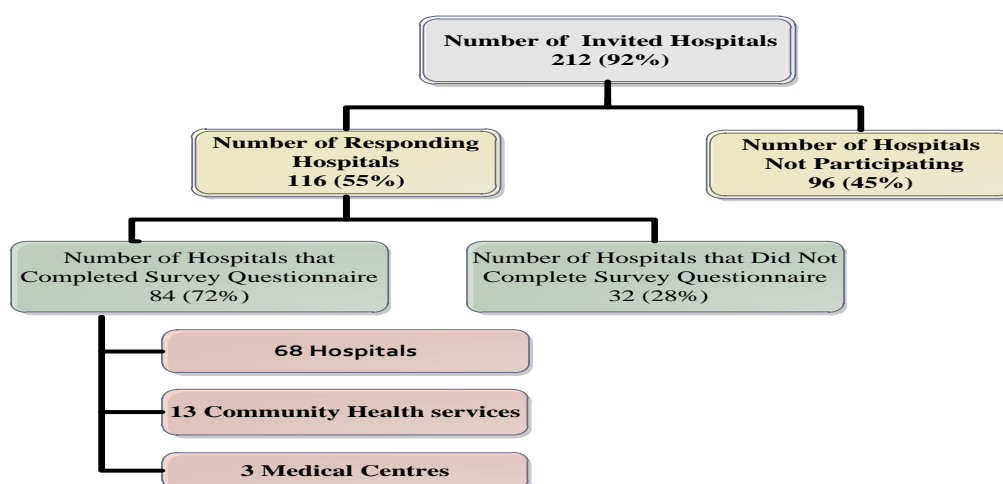 Number of Invited Hospitals
212 (92%)
Number of Responding
Hospitals
116 (55%)
Number of Hospitals
Not Participating
96 (45%)
Number of Hospitals that
Completed Survey Questionnaire
84 (72%)
Number of Hospitals that Did Not
Complete Survey Questionnaire
32 (28%)
68 Hospitals
13 Community Health services
3 Medical Centres